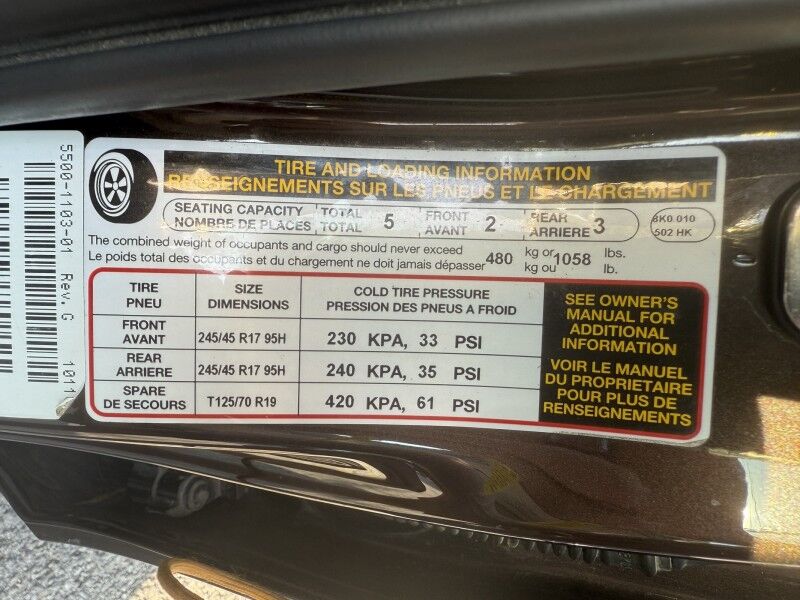 5500-1103-01 Rev.G 1011
TIRE AND LOADING INFORMATION
RENSEIGNEMENTS SUR LES PNEUS ET LE CHARGEMENT
SEATING CAPACITY TOTAL 5 FRONT 2 REAR 3
NOMBRE DE PLACES TOTAL AVANT ARRIERE
8K0 010
502 HK
The combined weight of occupants and cargo should never exceed 480 kg or 1058 lbs.
Le poids total des occupants et du chargement ne doit jamais dépasser kg ou lb.
TIRE SIZE COLD TIRE PRESSURE
PNEU DIMENSIONS PRESSION DES PNEUS A FROID
FRONT
AVANT 245/45 R17 95H 230 KPA, 33 PSI
REAR
ARRIERE 245/45 R17 95H 240 KPA, 35 PSI
SPARE
DE SECOURS T125/70 R19 420 KPA, 61 PSI
SEE OWNER'S
MANUAL FOR
ADDITIONAL
INFORMATION
VOIR LE MANUEL
DU PROPRIETAIRE
POUR PLUS DE
RENSEIGNEMENTS